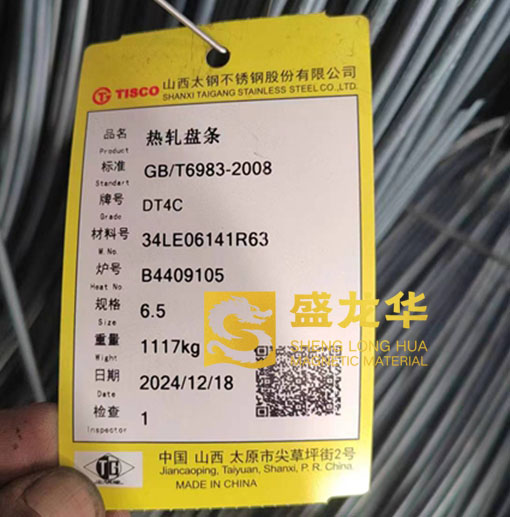 TISCO 山西太钢不锈钢股份有限公司
SHANXI TAIGANG STAINLESS STEEL CO.,LTD.
品名 热轧盘条
Product
标准 GB/T6983-2008
Standart
牌号 DT4C
Grade
材料号 34LE06141R63
M.No.
炉号 B4409105
Heat No.
规格 6.5
Size
重量 1117kg
Wight
日期 2024/12/18
Date
检查 1
Inspector
盛龙华
SHENG LONG HUA
MAGNETIC MATERIAL
TG
中国 山西 太原市尖草坪街2号
Jiancaoping, Taiyuan, Shanxi, P. R. China.
MADE IN CHINA